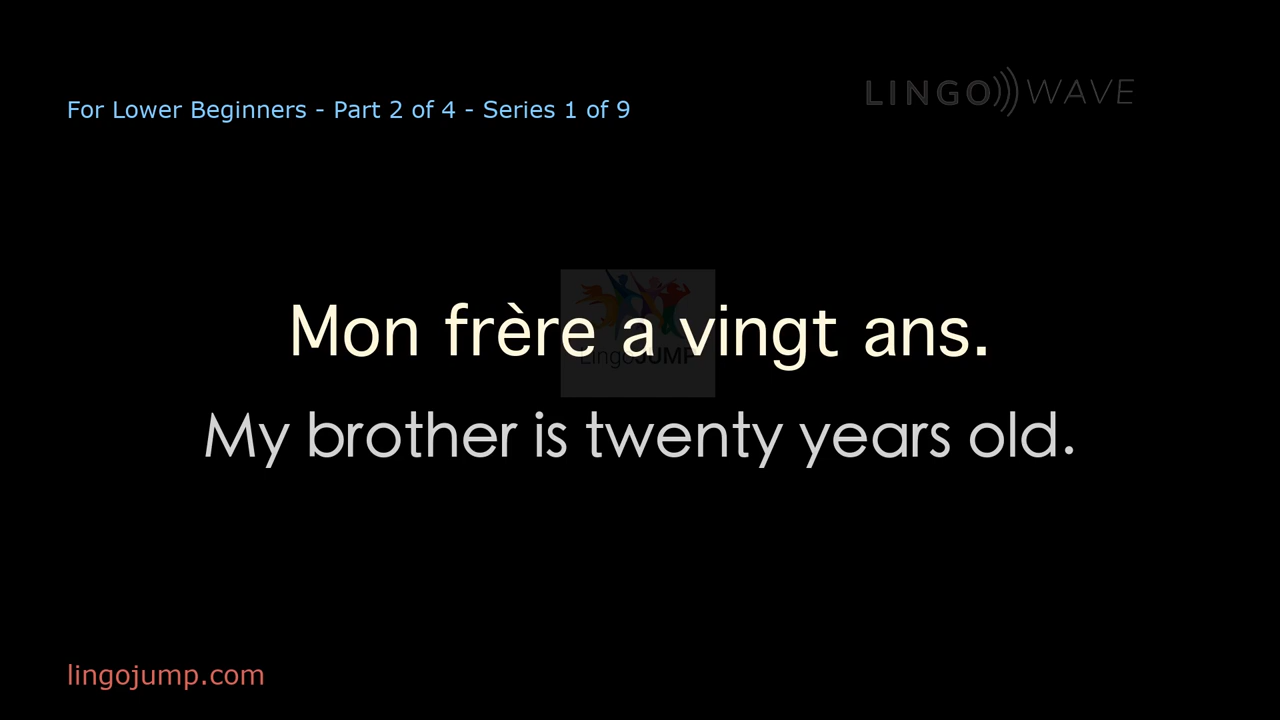 For Lower Beginners - Part 2 of 4 - Series 1 of 9
LINGO WAVE
Mon frère a vingt ans.
LingoJUMP
My brother is twenty years old.
lingojump.com